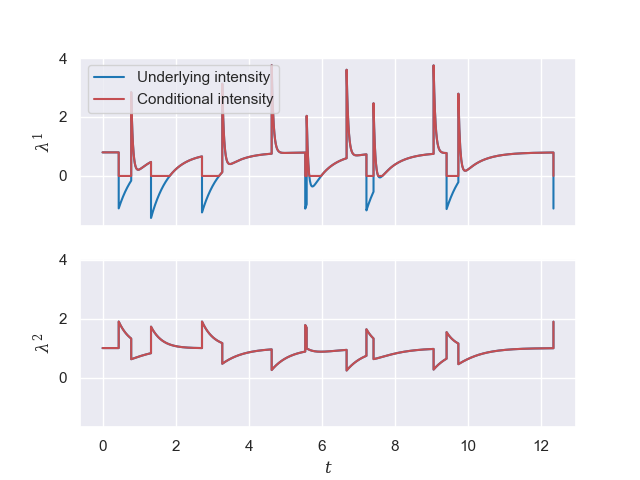 4
Underlying intensity
Conditional intensity
2
λ¹
0
4
2
λ²
0
0 2 4 6 8 10 12
t